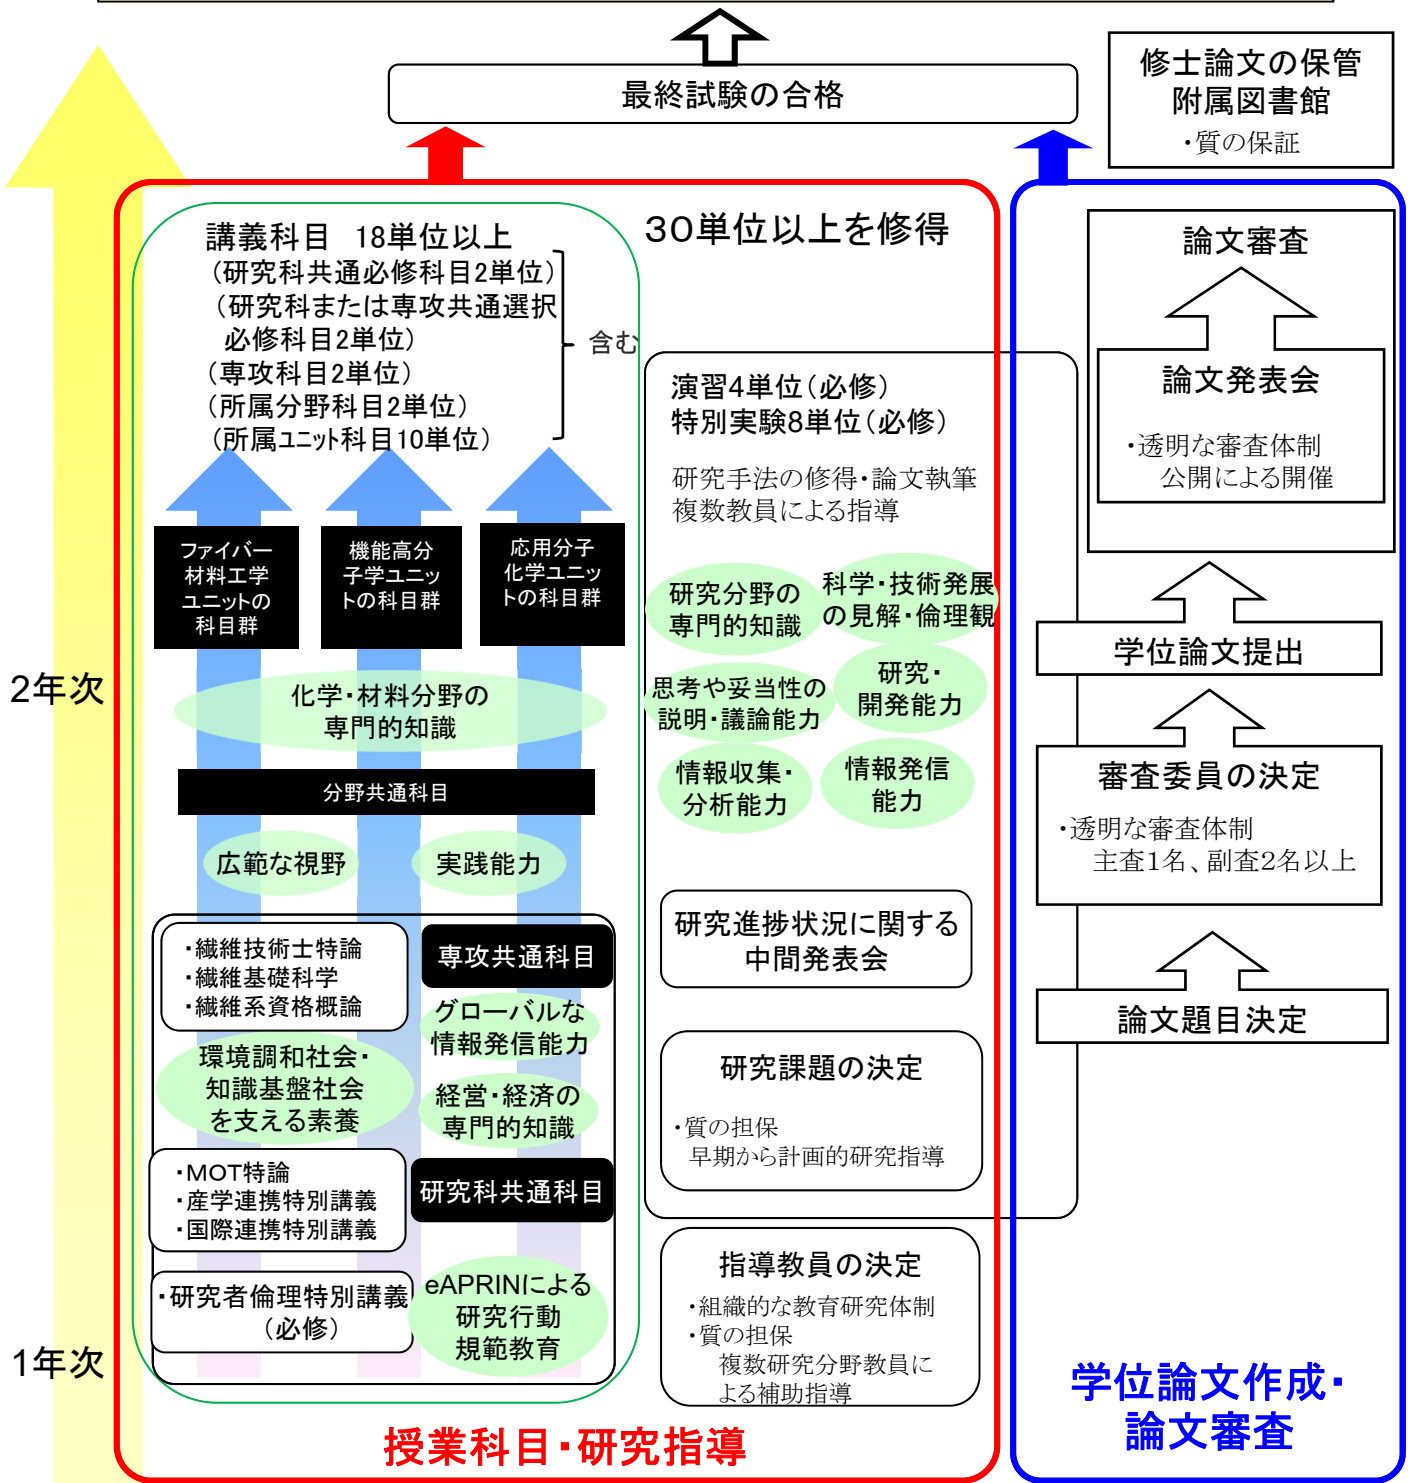 最終試験の合格
修士論文の保管
附属図書館
・質の保証
講義科目　18単位以上
(研究科共通必修科目2単位)
(研究科または専攻共通選択
必修科目2単位)
(専攻科目2単位)
(所属分野科目2単位)
(所属ユニット科目10単位)
含む
30単位以上を修得
演習4単位(必修)
特別実験8単位(必修)
研究手法の修得・論文執筆
複数教員による指導
ファイバー
材料工学
ユニットの
科目群
機能高分
子学ユニッ
トの科目群
応用分子
化学ユニッ
トの科目群
研究分野の
専門的知識
科学・技術発展
の見解・倫理観
思考や妥当性の
説明・議論能力
研究・
開発能力
情報収集・
分析能力
情報発信
能力
2年次
化学・材料分野の
専門的知識
分野共通科目
広範な視野
実践能力
・繊維技術士特論
・繊維基礎科学
・繊維系資格概論
専攻共通科目
グローバルな
情報発信能力
環境調和社会・
知識基盤社会
を支える素養
経営・経済の
専門的知識
・MOT特論
・産学連携特別講義
・国際連携特別講義
研究科共通科目
・研究者倫理特別講義
(必修)
eAPRINによる
研究行動
規範教育
1年次
研究進捗状況に関する
中間発表会
研究課題の決定
・質の担保
早期から計画的研究指導
指導教員の決定
・組織的な教育研究体制
・質の担保
複数研究分野教員に
よる補助指導
授業科目・研究指導
論文審査
論文発表会
・透明な審査体制
公開による開催
学位論文提出
審査委員の決定
・透明な審査体制
主査1名、副査2名以上
論文題目決定
学位論文作成・
論文審査